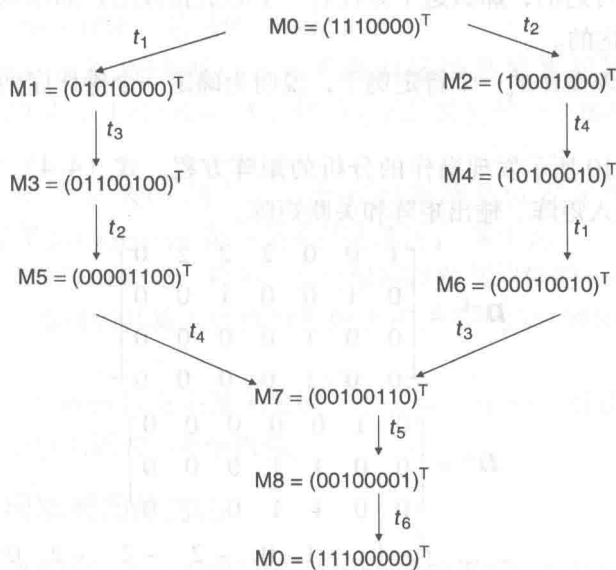 M0 = (1110000)ᵀ
t₁ t₂
M1 = (01010000)ᵀ M2 = (10001000)ᵀ
t₃ t₄
M3 = (01100100)ᵀ M4 = (10100010)ᵀ
t₂ t₁
M5 = (00001100)ᵀ M6 = (00010010)ᵀ
t₄ t₃
M7 = (00100110)ᵀ
t₅
M8 = (00100001)ᵀ
t₆
M0 = (11100000)ᵀ